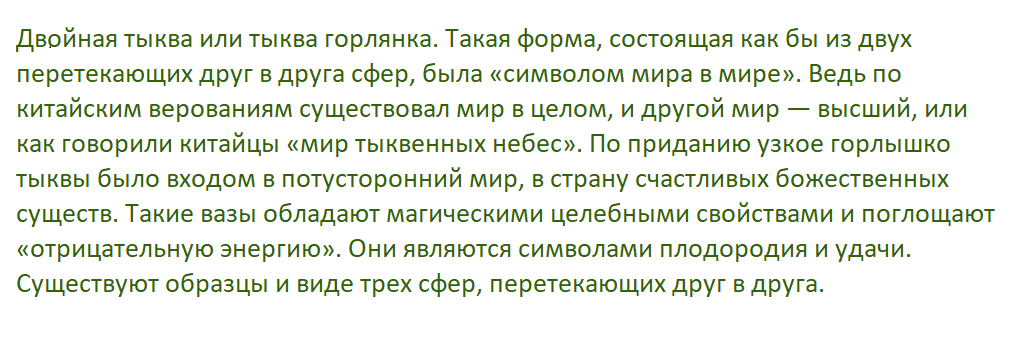 Двойная тыква или тыква горлянка. Такая форма, состоящая как бы из двух
перетекающих друг в друга сфер, была «символом мира в мире». Ведь по
китайским верованиям существовал мир в целом, и другой мир — высший, или
как говорили китайцы «мир тыквенных небес». По приданию узкое горлышко
тыквы было входом в потусторонний мир, в страну счастливых божественных
существ. Такие вазы обладают магическими целебными свойствами и поглощают
«отрицательную энергию». Они являются символами плодородия и удачи.
Существуют образцы и виде трех сфер, перетекающих друг в друга.